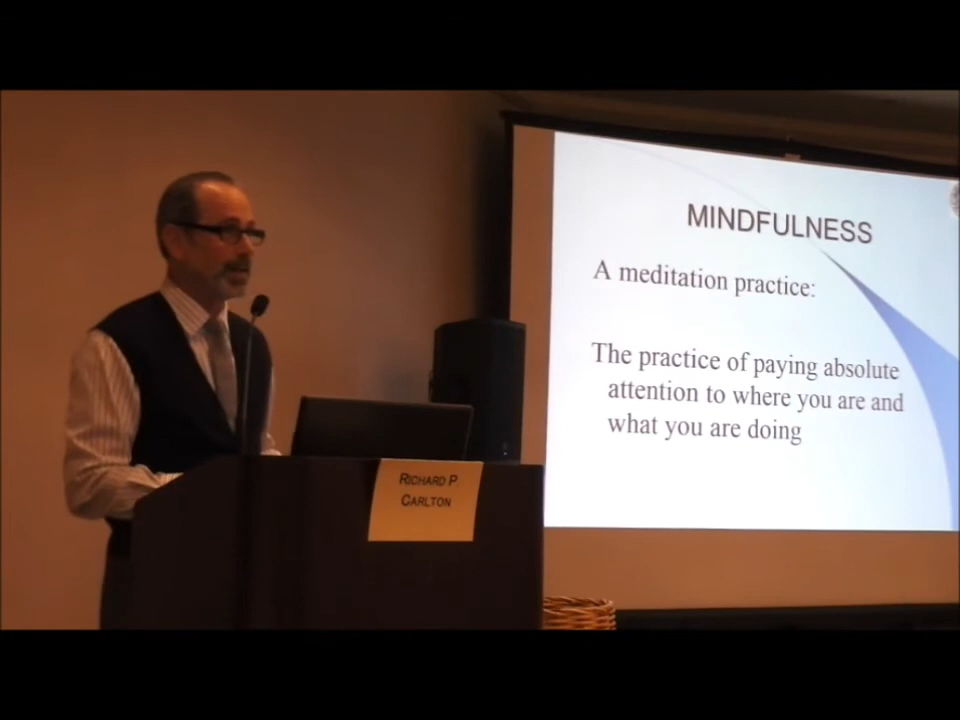 MINDFULNESS
A meditation practice:
The practice of paying absolute
attention to where you are and
what you are doing
RICHARD P.
CARLTON